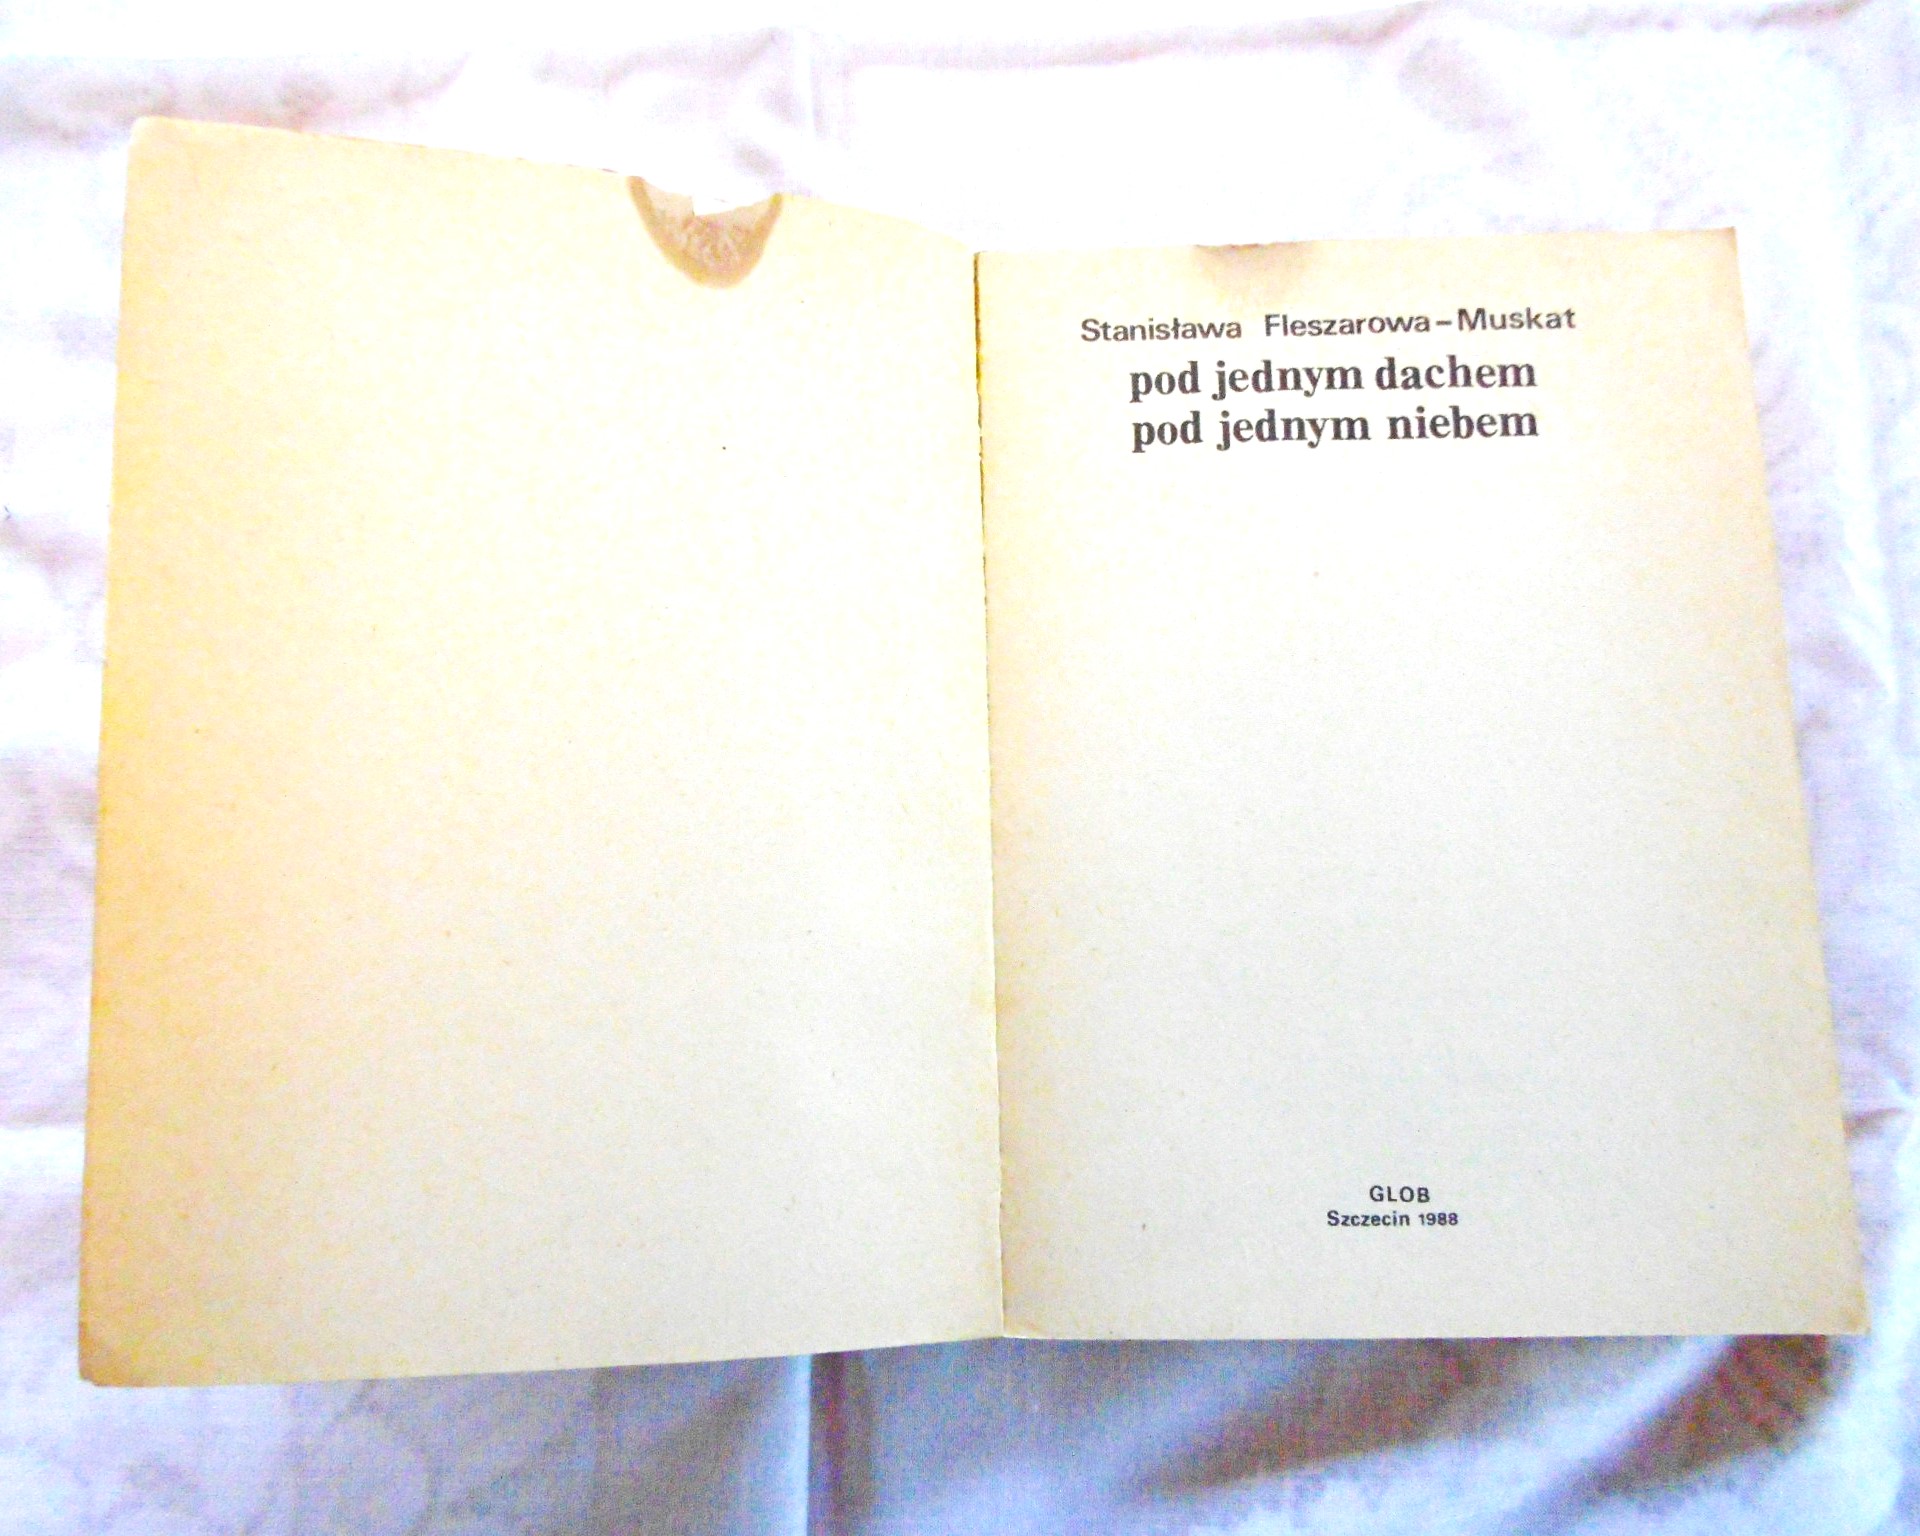 Stanisława Fleszarowa-Muskat
pod jednym dachem
pod jednym niebem
GLOB
Szczecin 1988